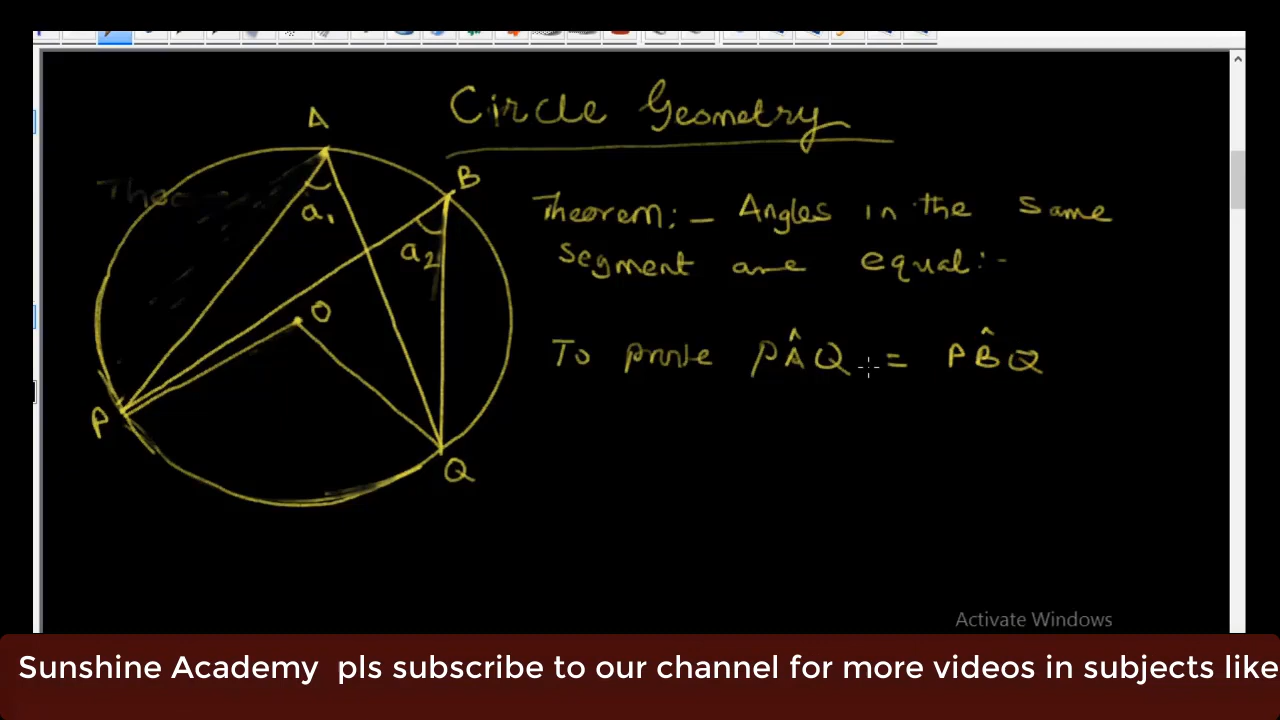 Circle Geometry
A
B
Theorem:- Angles in the same
a1
segment are equal:-
a2
O
To prove PÂQ = PB̂Q
P
Q
Activate Windows
Sunshine Academy pls subscribe to our channel for more videos in subjects like